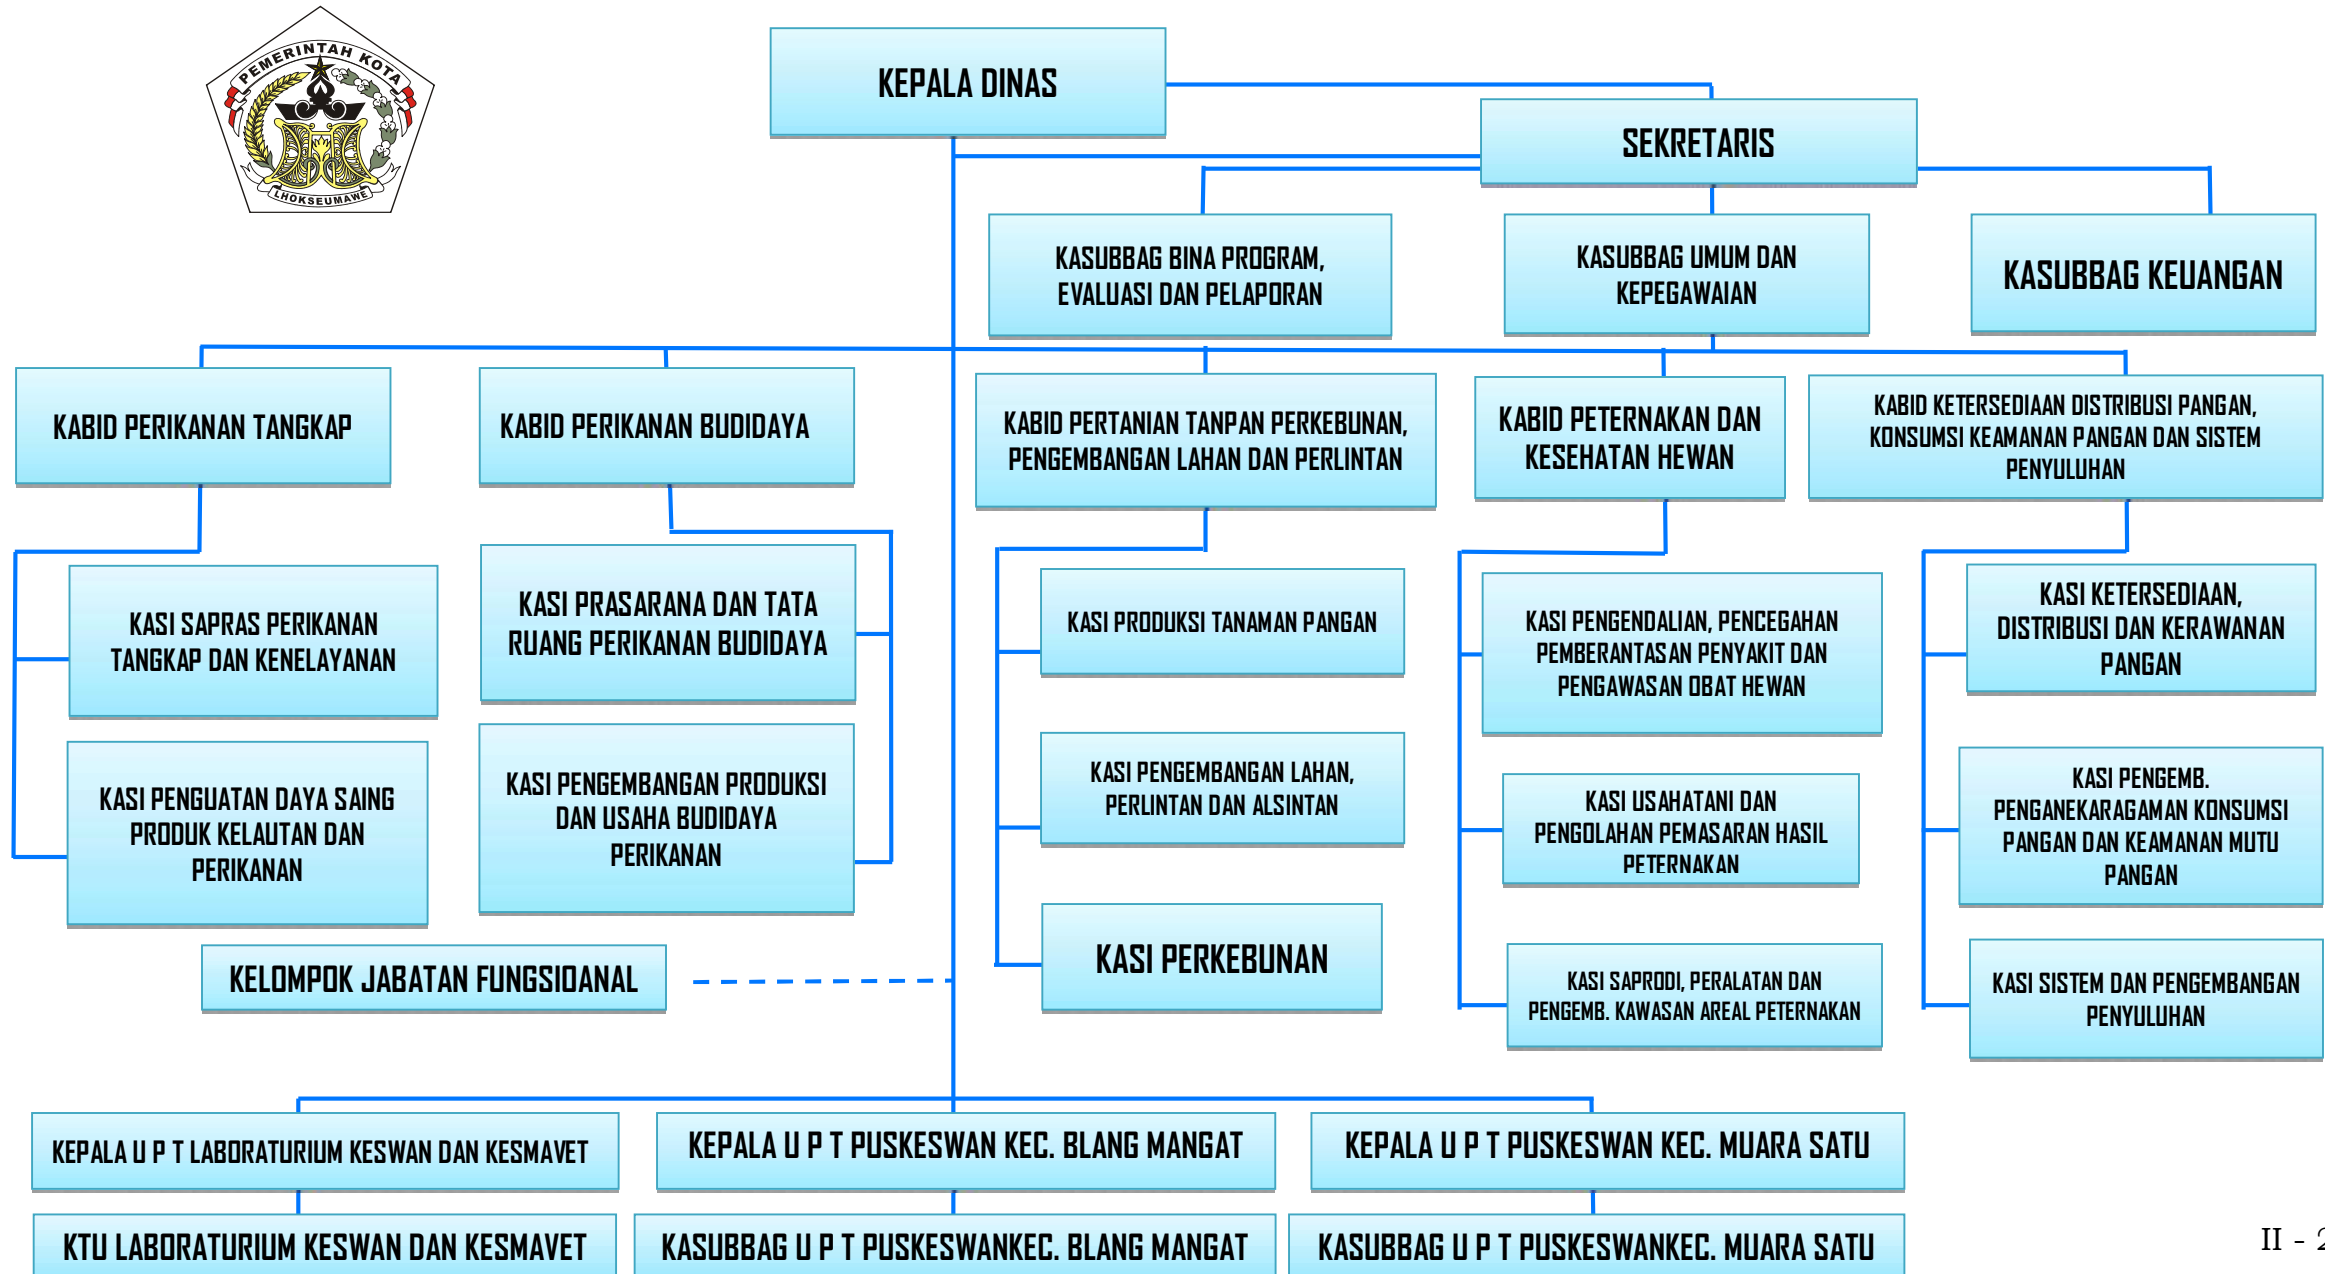 PEMERINTAH KOTA
LHOKSEUMAWE
KEPALA DINAS
SEKRETARIS
KASUBBAG BINA PROGRAM,
EVALUASI DAN PELAPORAN
KASUBBAG UMUM DAN
KEPEGAWAIAN
KASUBBAG KEUANGAN
KABID PERIKANAN TANGKAP
KABID PERIKANAN BUDIDAYA
KABID PERTANIAN TANPAN PERKEBUNAN,
PENGEMBANGAN LAHAN DAN PERLINTAN
KABID PETERNAKAN DAN
KESEHATAN HEWAN
KABID KETERSEDIAAN DISTRIBUSI PANGAN,
KONSUMSI KEAMANAN PANGAN DAN SISTEM
PENYULUHAN
KASI SAPRAS PERIKANAN
TANGKAP DAN KENELAYANAN
KASI PRASARANA DAN TATA
RUANG PERIKANAN BUDIDAYA
KASI PRODUKSI TANAMAN PANGAN
KASI PENGENDALIAN, PENCEGAHAN
PEMBERANTASAN PENYAKIT DAN
PENGAWASAN OBAT HEWAN
KASI KETERSEDIAAN,
DISTRIBUSI DAN KERAWANAN
PANGAN
KASI PENGUATAN DAYA SAING
PRODUK KELAUTAN DAN
PERIKANAN
KASI PENGEMBANGAN PRODUKSI
DAN USAHA BUDIDAYA
PERIKANAN
KASI PENGEMBANGAN LAHAN,
PERLINTAN DAN ALSINTAN
KASI USAHATANI DAN
PENGOLAHAN PEMASARAN HASIL
PETERNAKAN
KASI PENGEMB.
PENGANEKARAGAMAN KONSUMSI
PANGAN DAN KEAMANAN MUTU
PANGAN
KELOMPOK JABATAN FUNGSIOANAL
KASI PERKEBUNAN
KASI SAPRODI, PERALATAN DAN
PENGEMB. KAWASAN AREAL PETERNAKAN
KASI SISTEM DAN PENGEMBANGAN
PENYULUHAN
KEPALA U P T LABORATURIUM KESWAN DAN KESMAVET
KEPALA U P T PUSKESWAN KEC. BLANG MANGAT
KEPALA U P T PUSKESWAN KEC. MUARA SATU
KTU LABORATURIUM KESWAN DAN KESMAVET
KASUBBAG U P T PUSKESWANKEC. BLANG MANGAT
KASUBBAG U P T PUSKESWANKEC. MUARA SATU
II - 2